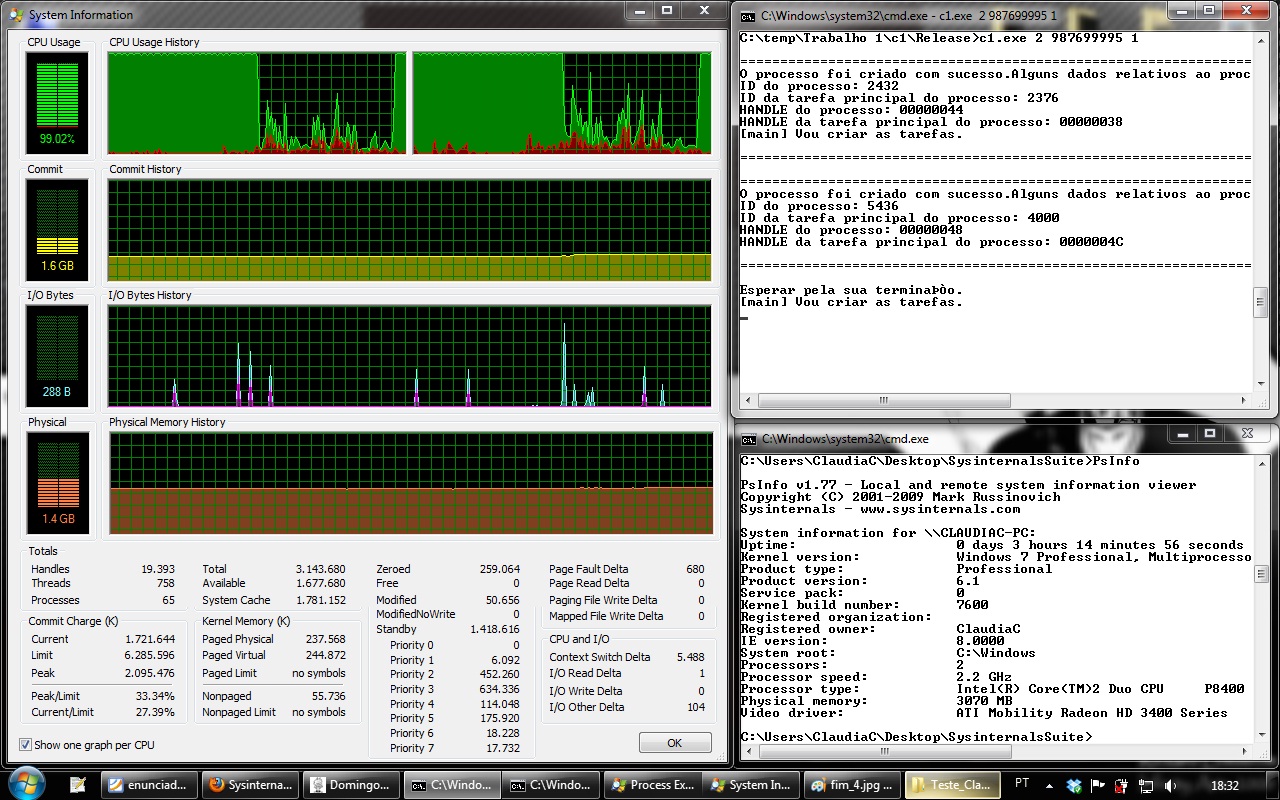 System Information
CPU Usage
CPU Usage History
99.02%
Commit
Commit History
1.6 GB
I/O Bytes
I/O Bytes History
288 B
Physical
Physical Memory History
1.4 GB
Totals
Handles 19.393
Threads 758
Processes 65
Commit Charge (K)
Current 1.721.644
Limit 6.285.596
Peak 2.095.476
Peak/Limit 33.34%
Current/Limit 27.39%
Total 3.143.680
Available 1.677.680
System Cache 1.781.152
Kernel Memory (K)
Paged Physical 237.568
Paged Virtual 244.872
Paged Limit no symbols
Nonpaged 55.736
Nonpaged Limit no symbols
Zeroed 259.064
Free 0
Modified 50.656
ModifiedNoWrite 0
Standby 1.418.616
Priority 0 0
Priority 1 6.092
Priority 2 452.260
Priority 3 634.336
Priority 4 114.048
Priority 5 175.920
Priority 6 18.228
Priority 7 17.732
Page Fault Delta 680
Page Read Delta 0
Paging File Write Delta 0
Mapped File Write Delta 0
CPU and I/O
Context Switch Delta 5.488
I/O Read Delta 1
I/O Write Delta 0
I/O Other Delta 104
Show one graph per CPU
OK
C:\Windows\system32\cmd.exe - c1.exe 2 987699995 1
C:\temp\Trabalho 1\c1\Release>c1.exe 2 987699995 1
================================================================
O processo foi criado com sucesso.Alguns dados relativos ao proc
ID do processo: 2432
ID da tarefa principal do processo: 2376
HANDLE do processo: 00000044
HANDLE da tarefa principal do processo: 00000038
[main] Vou criar as tarefas.
================================================================
================================================================
O processo foi criado com sucesso.Alguns dados relativos ao proc
ID do processo: 5436
ID da tarefa principal do processo: 4000
HANDLE do processo: 00000048
HANDLE da tarefa principal do processo: 0000004C
================================================================
Esperar pela sua terminaÞòo.
[main] Vou criar as tarefas.
C:\Windows\system32\cmd.exe
C:\Users\ClaudiaC\Desktop\SysinternalsSuite>PsInfo
PsInfo v1.77 - Local and remote system information viewer
Copyright (C) 2001-2009 Mark Russinovich
Sysinternals - www.sysinternals.com
System information for \\CLAUDIAC-PC:
Uptime: 0 days 3 hours 14 minutes 56 seconds
Kernel version: Windows 7 Professional, Multiprocesso
Product type: Professional
Product version: 6.1
Service pack: 0
Kernel build number: 7600
Registered organization:
Registered owner: ClaudiaC
IE version: 8.0000
System root: C:\Windows
Processors: 2
Processor speed: 2.2 GHz
Processor type: Intel(R) Core(TM)2 Duo CPU P8400
Physical memory: 3070 MB
Video driver: ATI Mobility Radeon HD 3400 Series
C:\Users\ClaudiaC\Desktop\SysinternalsSuite>
enunciad... Sysinterna... Domingo... C:\Windo... C:\Windo... Process Ex... System In... fim_4.jpg ... Teste_Cla... PT 18:32